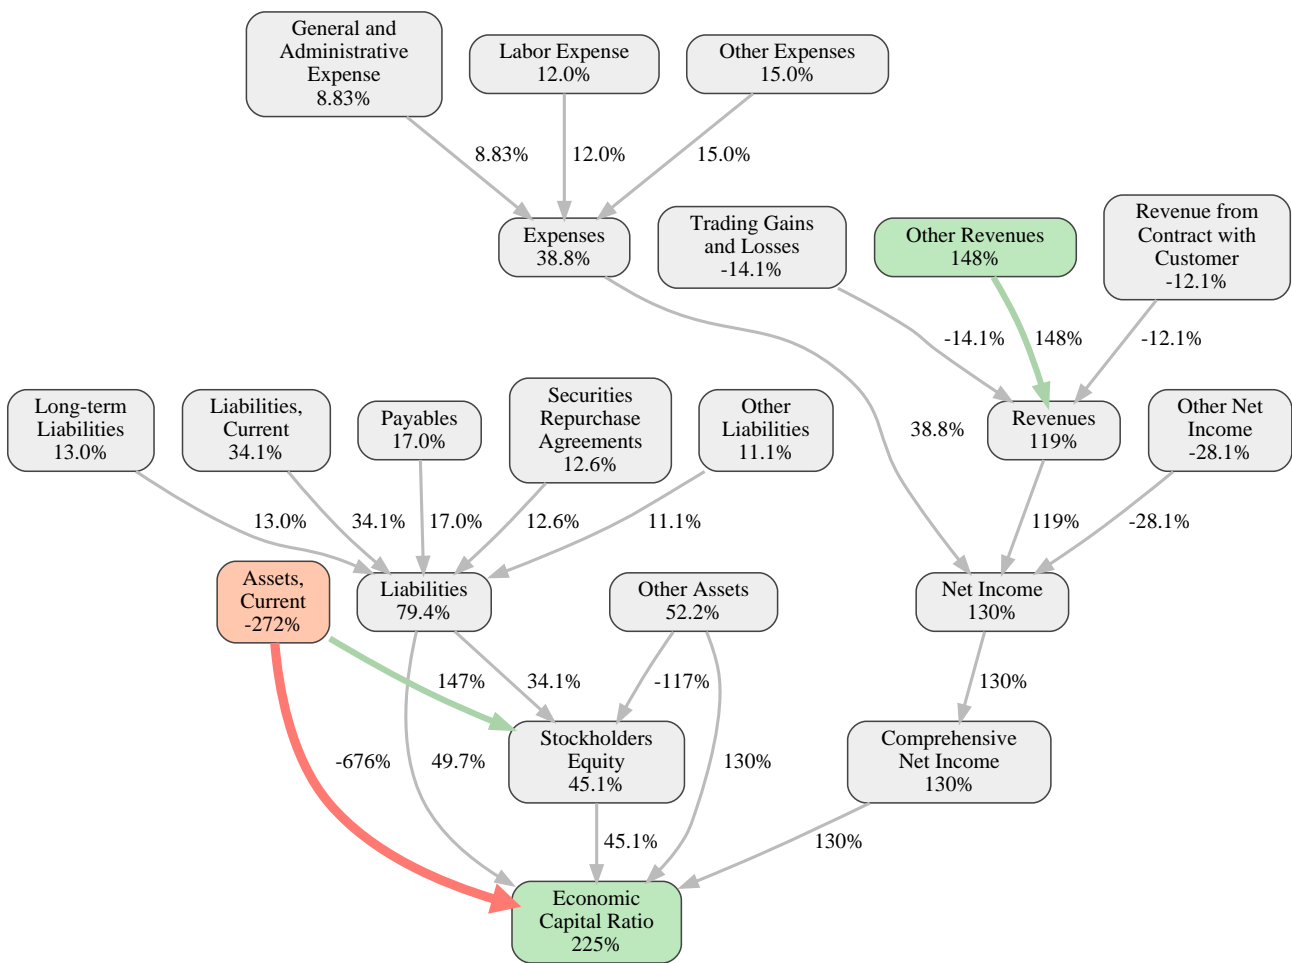 General and
Administrative
Expense
8.83%
Labor Expense
12.0%
Other Expenses
15.0%
8.83%
12.0%
15.0%
Expenses
38.8%
Trading Gains
and Losses
-14.1%
Other Revenues
148%
Revenue from
Contract with
Customer
-12.1%
-14.1%
148%
-12.1%
Long-term
Liabilities
13.0%
Liabilities,
Current
34.1%
Payables
17.0%
Securities
Repurchase
Agreements
12.6%
Other
Liabilities
11.1%
38.8%
Revenues
119%
Other Net
Income
-28.1%
13.0%
34.1%
17.0%
12.6%
11.1%
119%
-28.1%
Assets,
Current
-272%
Liabilities
79.4%
Other Assets
52.2%
Net Income
130%
147%
34.1%
-117%
130%
-676%
49.7%
Stockholders
Equity
45.1%
130%
Comprehensive
Net Income
130%
45.1%
130%
Economic
Capital Ratio
225%